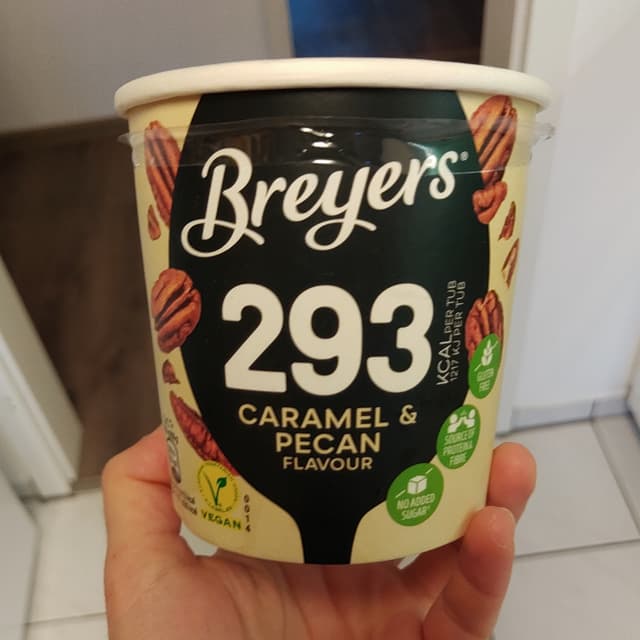 Breyers®
293
KCAL PER TUB
1217 KJ PER TUB
CARAMEL &
PECAN
FLAVOUR
GLUTEN
FREE
SOURCE OF
PROTEIN &
FIBRE
NO ADDED
SUGAR*
V
VEGAN
0014